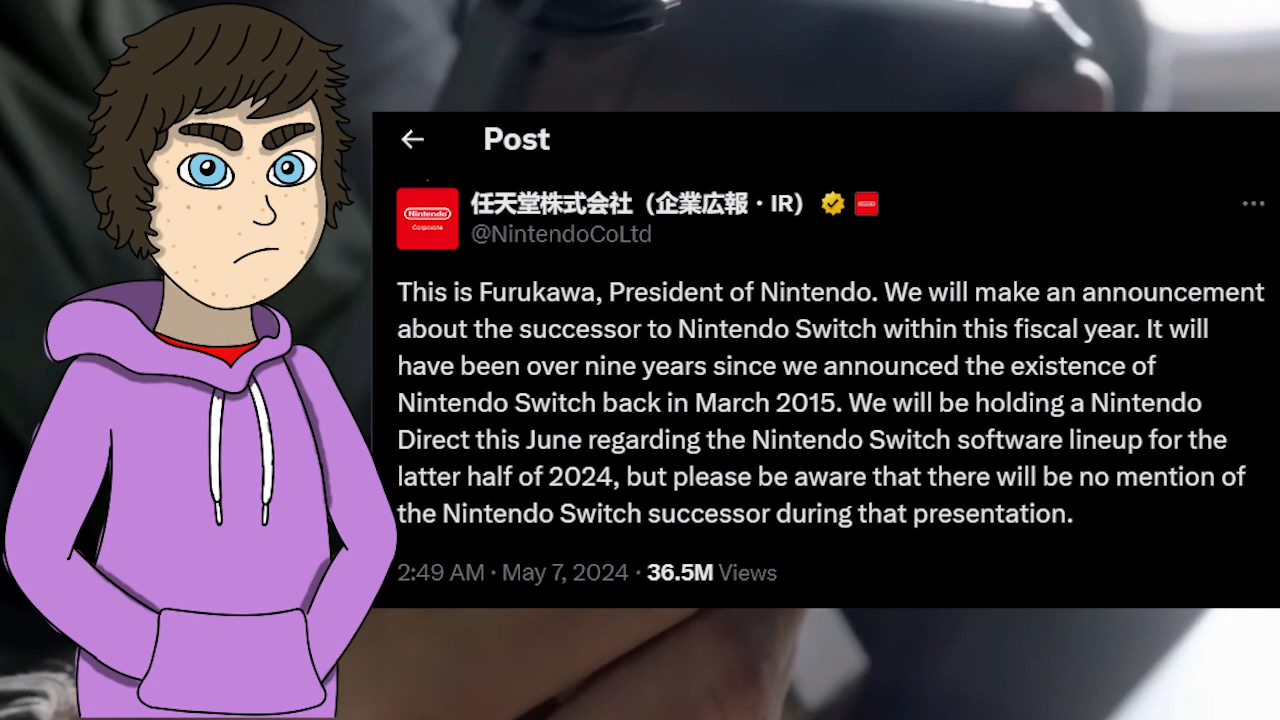 Post
Nintendo
Corporate
任天堂株式会社（企業広報・IR）
@NintendoCoLtd
This is Furukawa, President of Nintendo. We will make an announcement
about the successor to Nintendo Switch within this fiscal year. It will
have been over nine years since we announced the existence of
Nintendo Switch back in March 2015. We will be holding a Nintendo
Direct this June regarding the Nintendo Switch software lineup for the
latter half of 2024, but please be aware that there will be no mention of
the Nintendo Switch successor during that presentation.
2:49 AM · May 7, 2024 · 36.5M Views